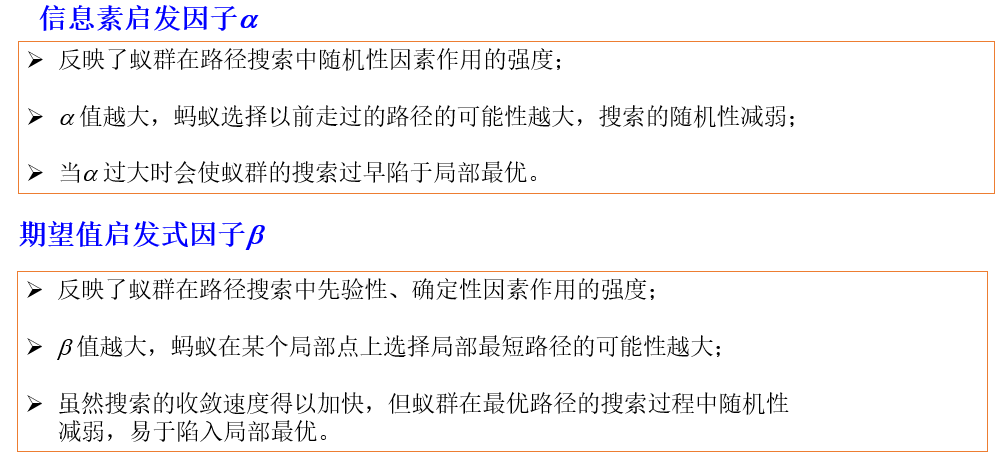 信息素启发因子α
➢ 反映了蚁群在路径搜索中随机性因素作用的强度；
➢ α值越大，蚂蚁选择以前走过的路径的可能性越大，搜索的随机性减弱；
➢ 当α过大时会使蚁群的搜索过早陷于局部最优。
期望值启发式因子β
➢ 反映了蚁群在路径搜索中先验性、确定性因素作用的强度；
➢ β值越大，蚂蚁在某个局部点上选择局部最短路径的可能性越大；
➢ 虽然搜索的收敛速度得以加快，但蚁群在最优路径的搜索过程中随机性
减弱，易于陷入局部最优。